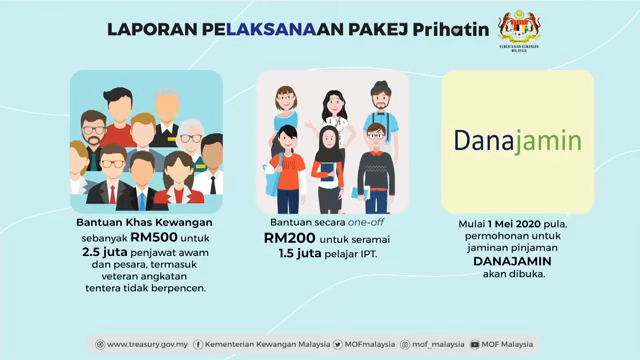 LAPORAN PELAKSANAAN PAKEJ Prihatin
KEMENTERIAN KEWANGAN
MALAYSIA
Danajamin
Bantuan Khas Kewangan
sebanyak RM500 untuk
2.5 juta penjawat awam
dan pesara, termasuk
veteran angkatan
tentera tidak berpencen.
Bantuan secara one-off
RM200 untuk seramai
1.5 juta pelajar IPT.
Mulai 1 Mei 2020 pula,
permohonan untuk
jaminan pinjaman
DANAJAMIN
akan dibuka.
www.treasury.gov.my Kementerian Kewangan Malaysia MOFmalaysia mof_malaysia MOF Malaysia